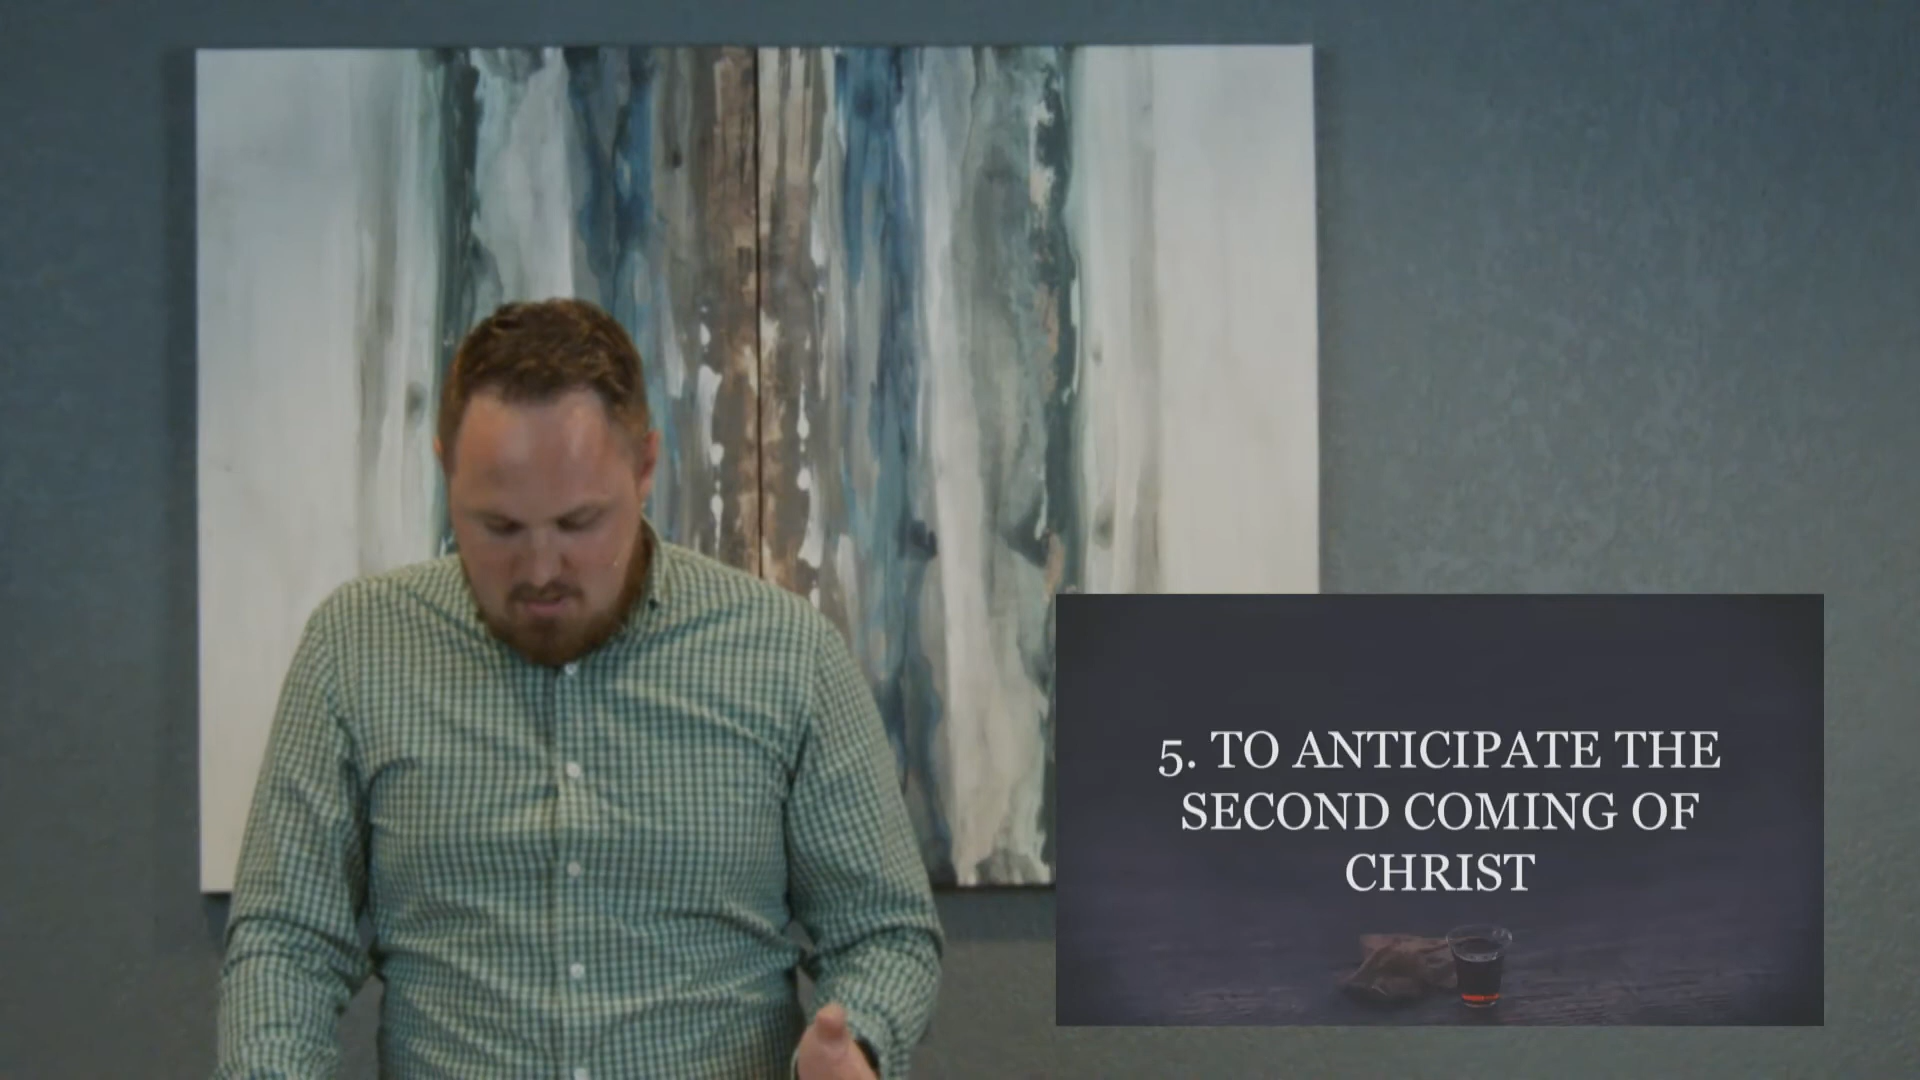 5. TO ANTICIPATE THE
SECOND COMING OF
CHRIST